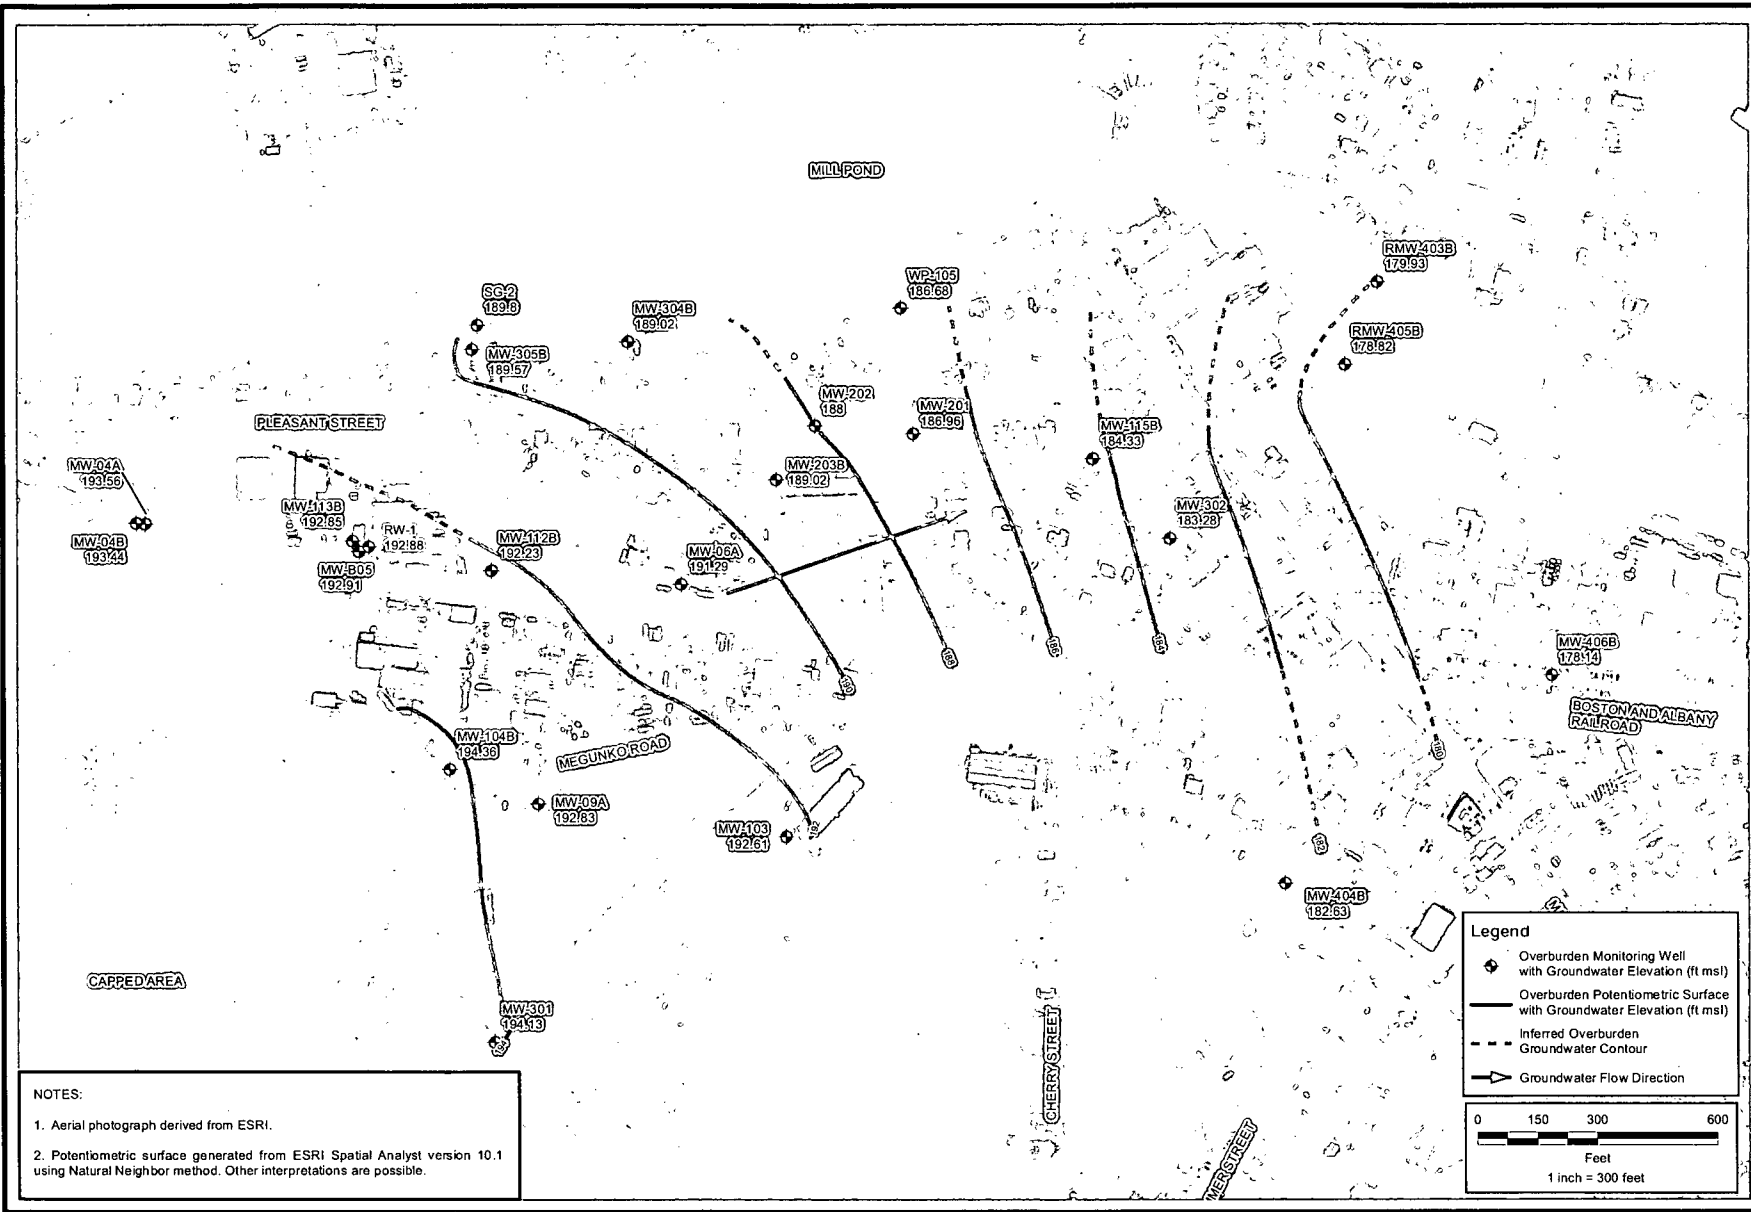 MILL POND
RMW-403B
179.93
WP-105
186.68
SG-2
189.8
MW-304B
189.02
RMW-405B
178.82
MW-305B
189.57
MW-202
188
MW-201
186.96
PLEASANT STREET
MW-115B
184.33
MW-04A
193.56
MW-203B
189.02
MW-113B
192.85
RW-1
192.88
MW-302
183.28
MW-04B
193.44
MW-112B
192.23
MW-06A
191.29
MW-B05
192.91
186
184
188
190
MW-406B
178.14
BOSTON AND ALBANY
RAILROAD
MW-104B
194.36
MEGUNKO ROAD
180
MW-09A
192.83
MW-103
192.61
192
182
MW-404B
182.63
CAPPED AREA
MW-301
194.13
194
CHERRY STREET
MER STREET
Legend
Overburden Monitoring Well
with Groundwater Elevation (ft msl)
Overburden Potentiometric Surface
with Groundwater Elevation (ft msl)
Inferred Overburden
Groundwater Contour
Groundwater Flow Direction
0 150 300 600
Feet
1 inch = 300 feet
NOTES:
1. Aerial photograph derived from ESRI.
2. Potentiometric surface generated from ESRI Spatial Analyst version 10.1
using Natural Neighbor method. Other interpretations are possible.